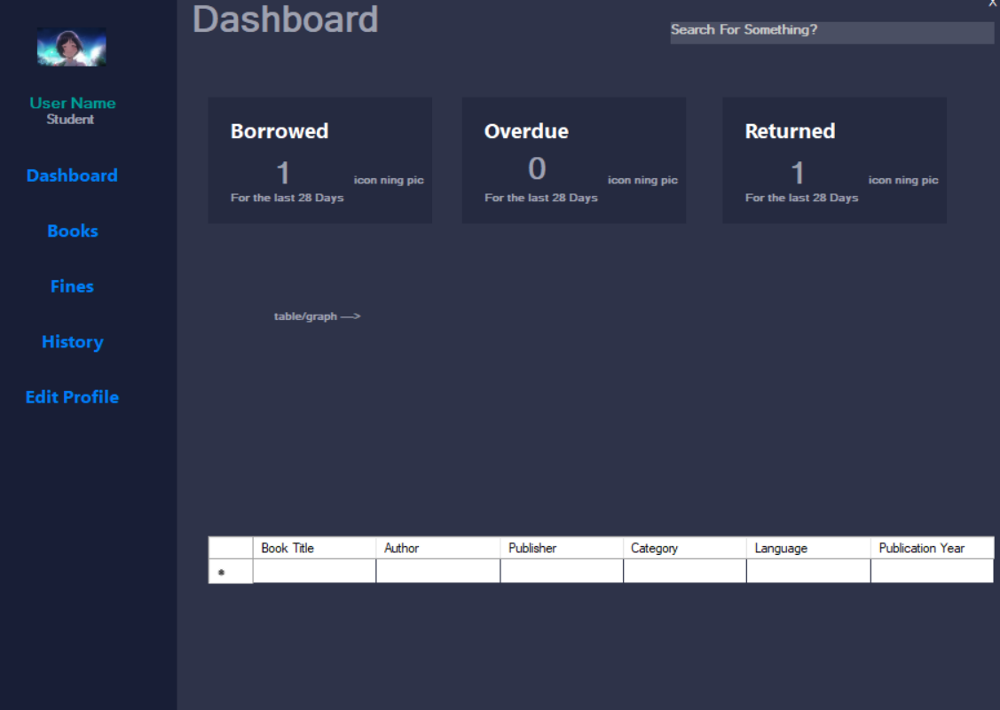 X
Dashboard
Search For Something?
User Name
Student
Dashboard
Books
Fines
History
Edit Profile
Borrowed
1
icon ning pic
For the last 28 Days
Overdue
0
icon ning pic
For the last 28 Days
Returned
1
icon ning pic
For the last 28 Days
table/graph --->
Book Title Author Publisher Category Language Publication Year
*